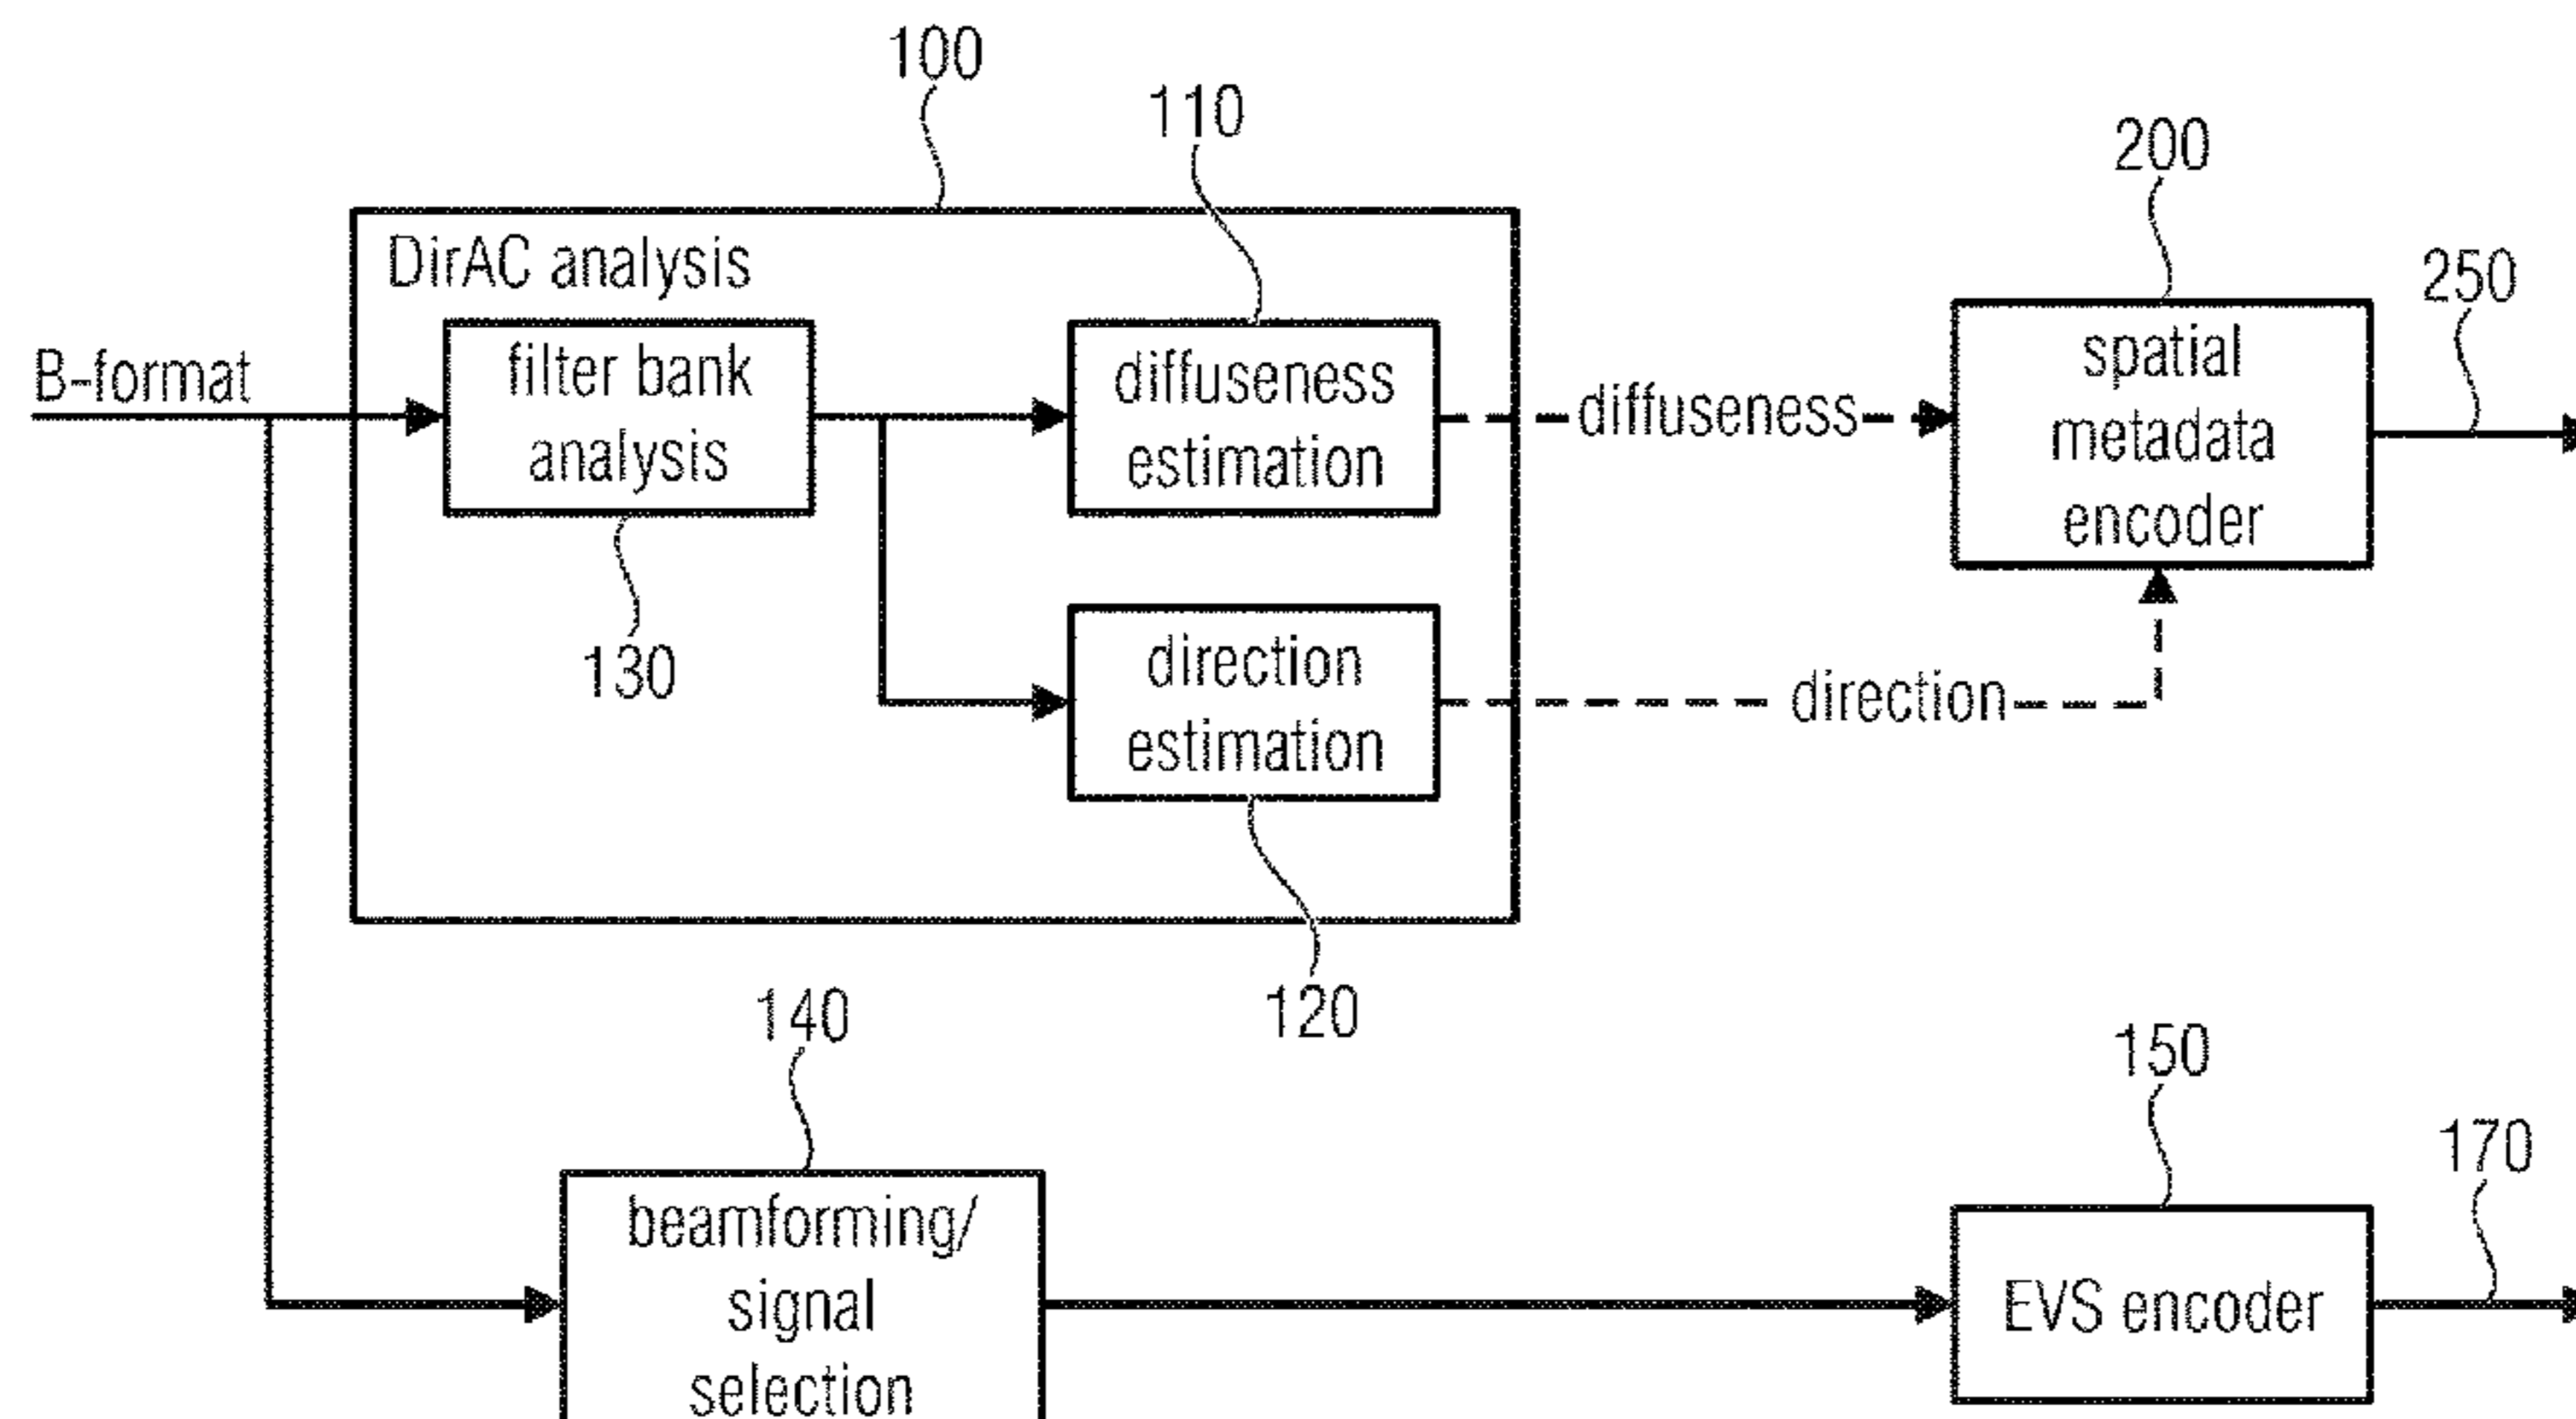 100
110
200
DirAC analysis
250
B-format
filter bank
analysis
diffuseness
estimation
diffuseness
spatial
metadata
encoder
130
direction
estimation
direction
120
140
150
170
beamforming/
signal
selection
EVS encoder